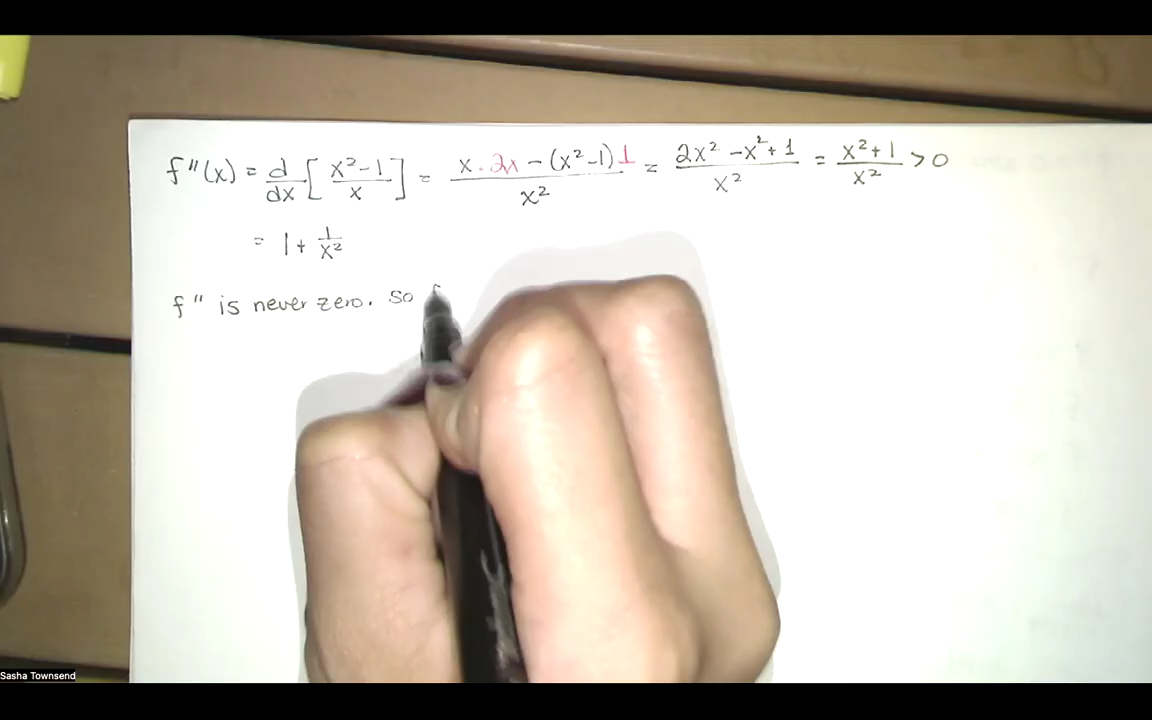 f"(x) = d/dx [ x²-1/x ] = x·2x-(x²-1)1/x² = 2x²-x²+1/x² = x²+1/x² > 0
= 1 + 1/x²
f" is never zero. So
Sasha Townsend